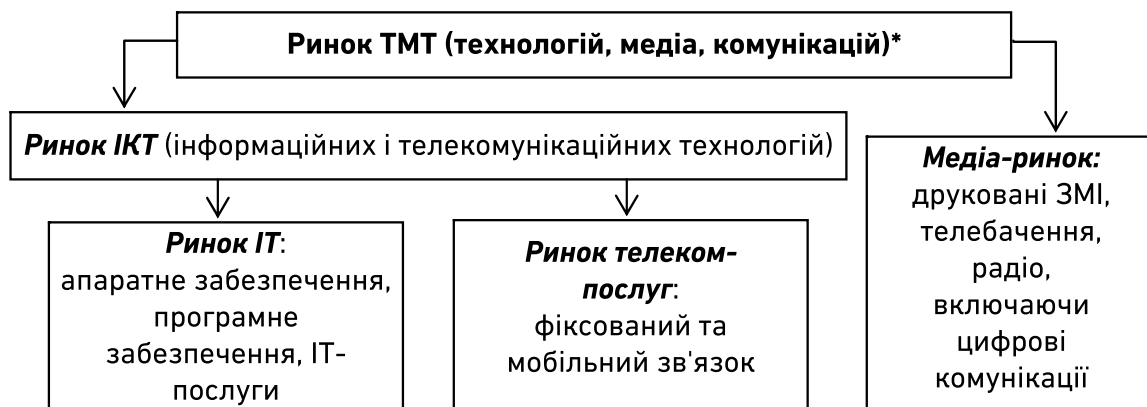 Ринок ТМТ (технологій, медіа, комунікацій)*
Ринок ІКТ (інформаційних і телекомунікаційних технологій)
Ринок ІТ:
апаратне забезпечення,
програмне
забезпечення, ІТ-
послуги
Ринок телеком-
послуг:
фіксований та
мобільний зв'язок
Медіа-ринок:
друковані ЗМІ,
телебачення,
радіо,
включаючи
цифрові
комунікації